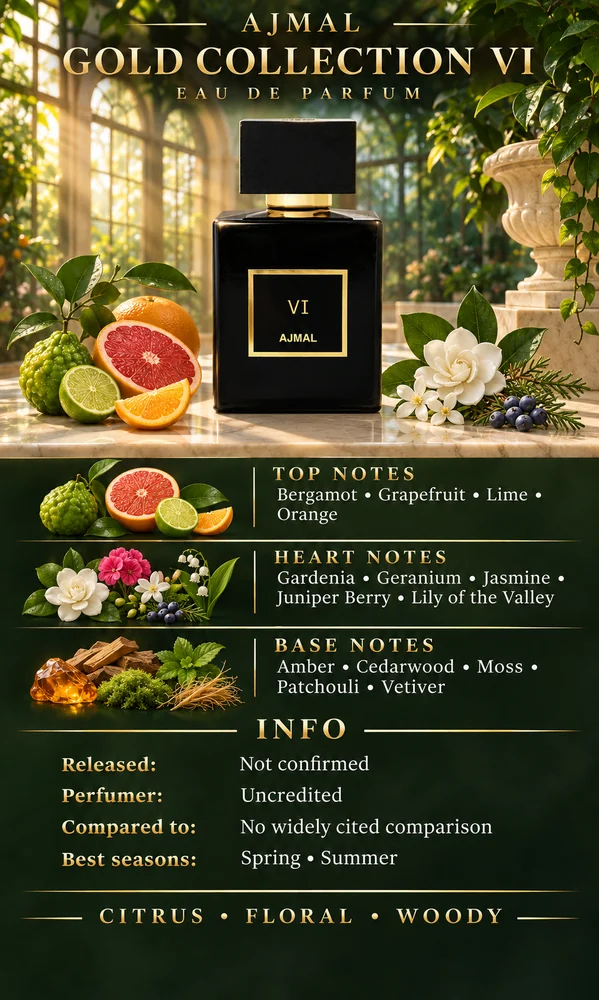 AJMAL
GOLD COLLECTION VI
EAU DE PARFUM
VI
AJMAL
TOP NOTES
Bergamot • Grapefruit • Lime •
Orange
HEART NOTES
Gardenia • Geranium • Jasmine •
Juniper Berry • Lily of the Valley
BASE NOTES
Amber • Cedarwood • Moss •
Patchouli • Vetiver
INFO
Released: Not confirmed
Perfumer: Uncredited
Compared to: No widely cited comparison
Best seasons: Spring • Summer
CITRUS • FLORAL • WOODY